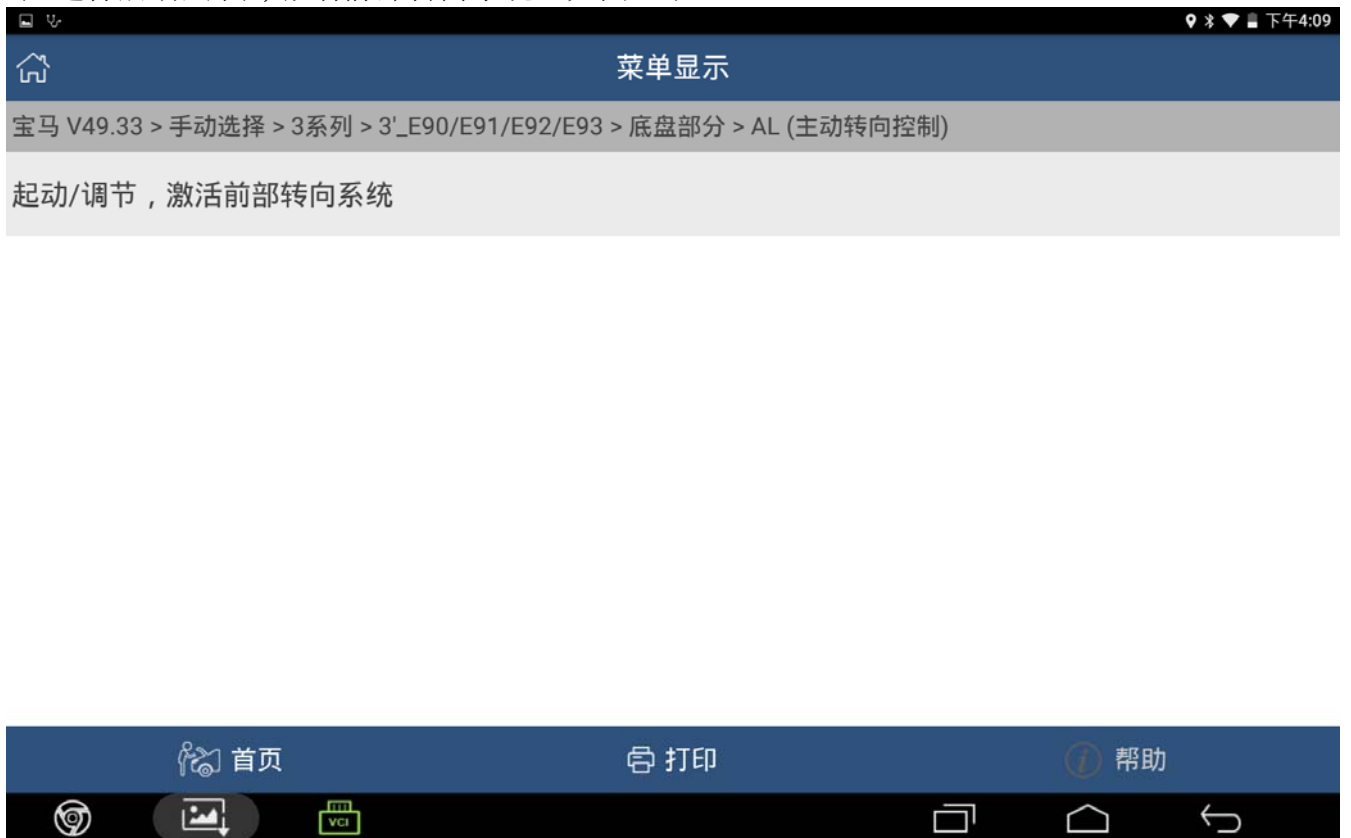 下午4:09
菜单显示
宝马 V49.33 > 手动选择 > 3系列 > 3'_E90/E91/E92/E93 > 底盘部分 > AL (主动转向控制)
起动/调节，激活前部转向系统
首页
打印
帮助
VCI